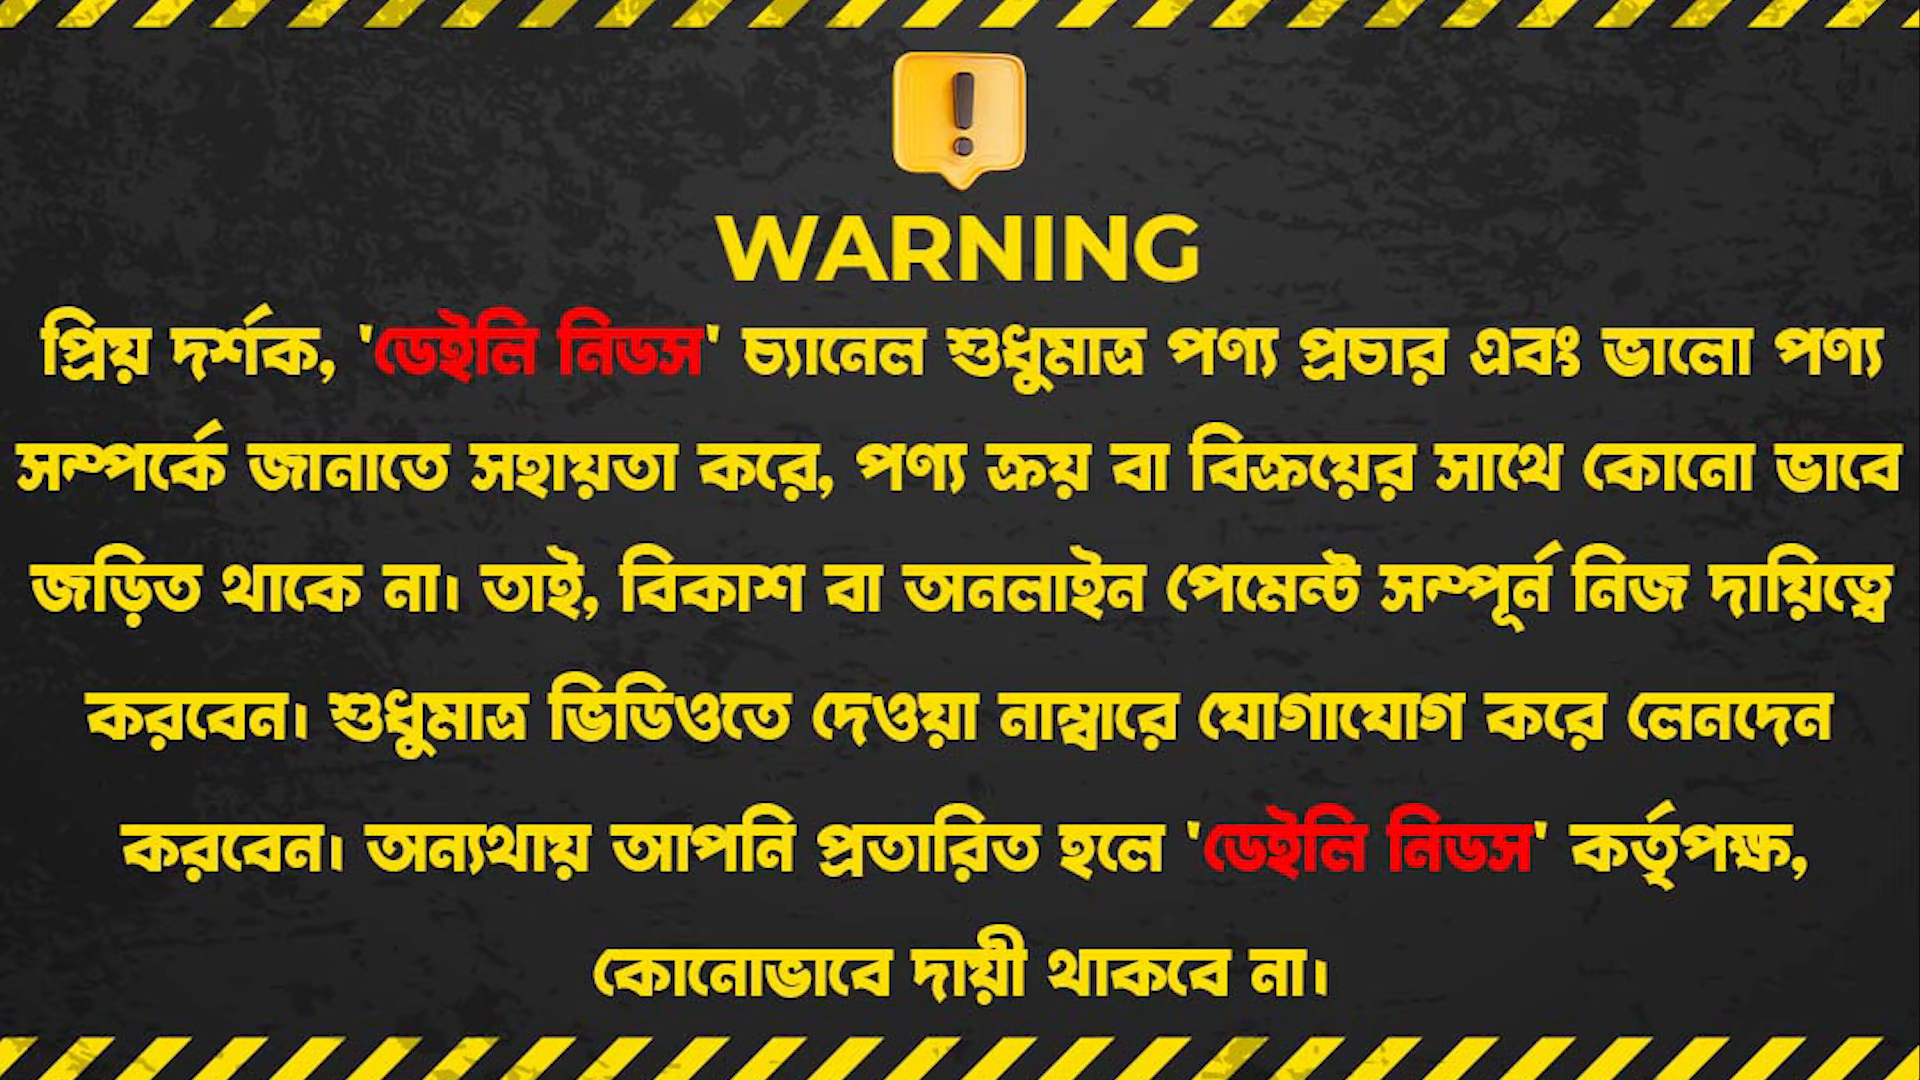 WARNING
প্রিয় দর্শক, 'ডেইলি নিডস' চ্যানেল শুধুমাত্র পণ্য প্রচার এবং ভালো পণ্য
সম্পর্কে জানাতে সহায়তা করে, পণ্য ক্রয় বা বিক্রয়ের সাথে কোনো ভাবে
জড়িত থাকে না। তাই, বিকাশ বা অনলাইন পেমেন্ট সম্পূর্ন নিজ দায়িত্বে
করবেন। শুধুমাত্র ভিডিওতে দেওয়া নাম্বারে যোগাযোগ করে লেনদেন
করবেন। অন্যথায় আপনি প্রতারিত হলে 'ডেইলি নিডস' কর্তৃপক্ষ,
কোনোভাবে দায়ী থাকবে না।